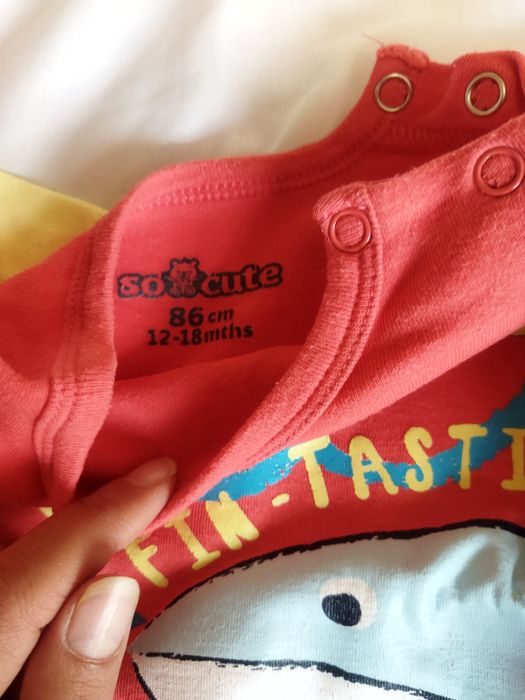 so cute
86 cm
12-18mths
FIN-TASTI